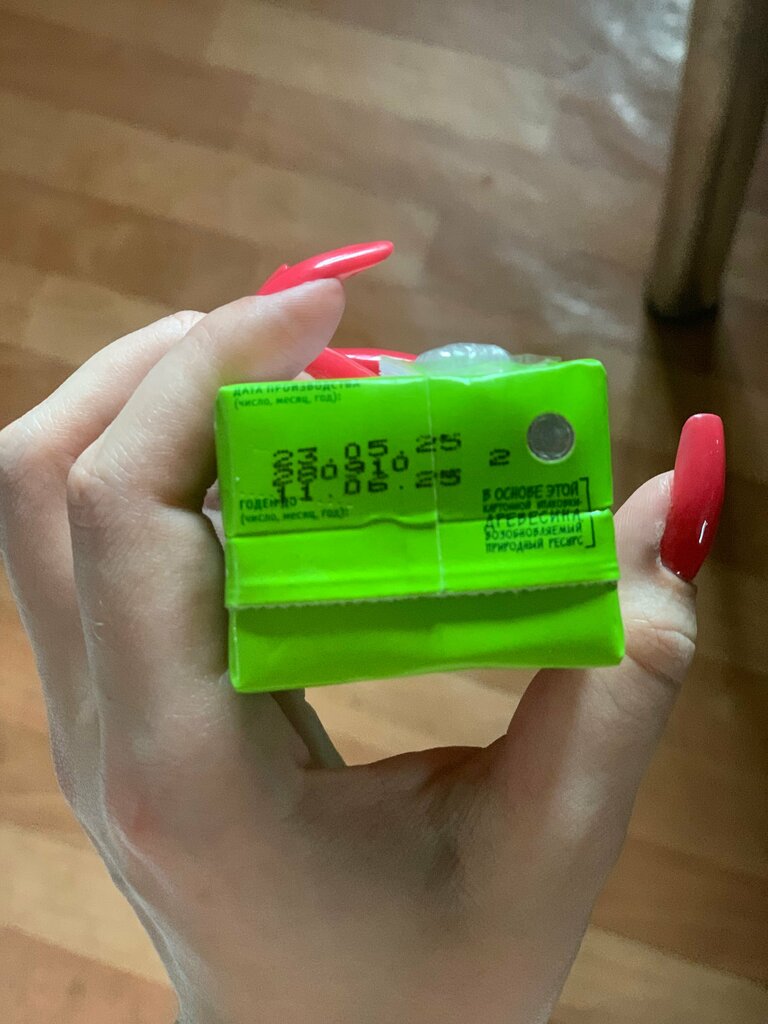 ДАТА ПРОИЗВОДСТВА
(число, месяц, год):
23.05.25 2
11.06.25
ГОДЕН ДО
(число, месяц, год):
В ОСНОВЕ ЭТОЙ
КАРТОННОЙ УПАКОВКИ
ДРЕВЕСИНА
ВОЗОБНОВЛЯЕМЫЙ
ПРИРОДНЫЙ РЕСУРС